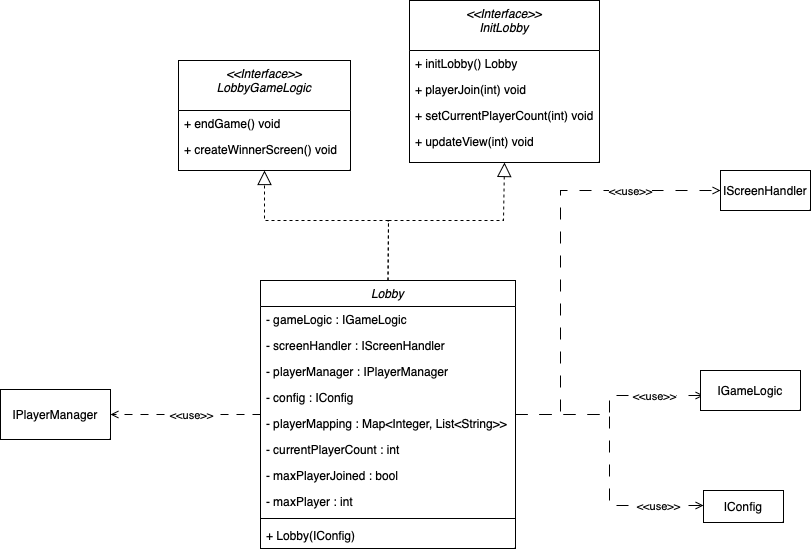 <<Interface>>
InitLobby
+ initLobby() Lobby
+ playerJoin(int) void
+ setCurrentPlayerCount(int) void
+ updateView(int) void
<<Interface>>
LobbyGameLogic
+ endGame() void
+ createWinnerScreen() void
<<use>>
IScreenHandler
Lobby
- gameLogic : IGameLogic
- screenHandler : IScreenHandler
- playerManager : IPlayerManager
- config : IConfig
- playerMapping : Map<Integer, List<String>>
- currentPlayerCount : int
- maxPlayerJoined : bool
- maxPlayer : int
+ Lobby(IConfig)
IPlayerManager
<<use>>
<<use>>
IGameLogic
<<use>>
IConfig